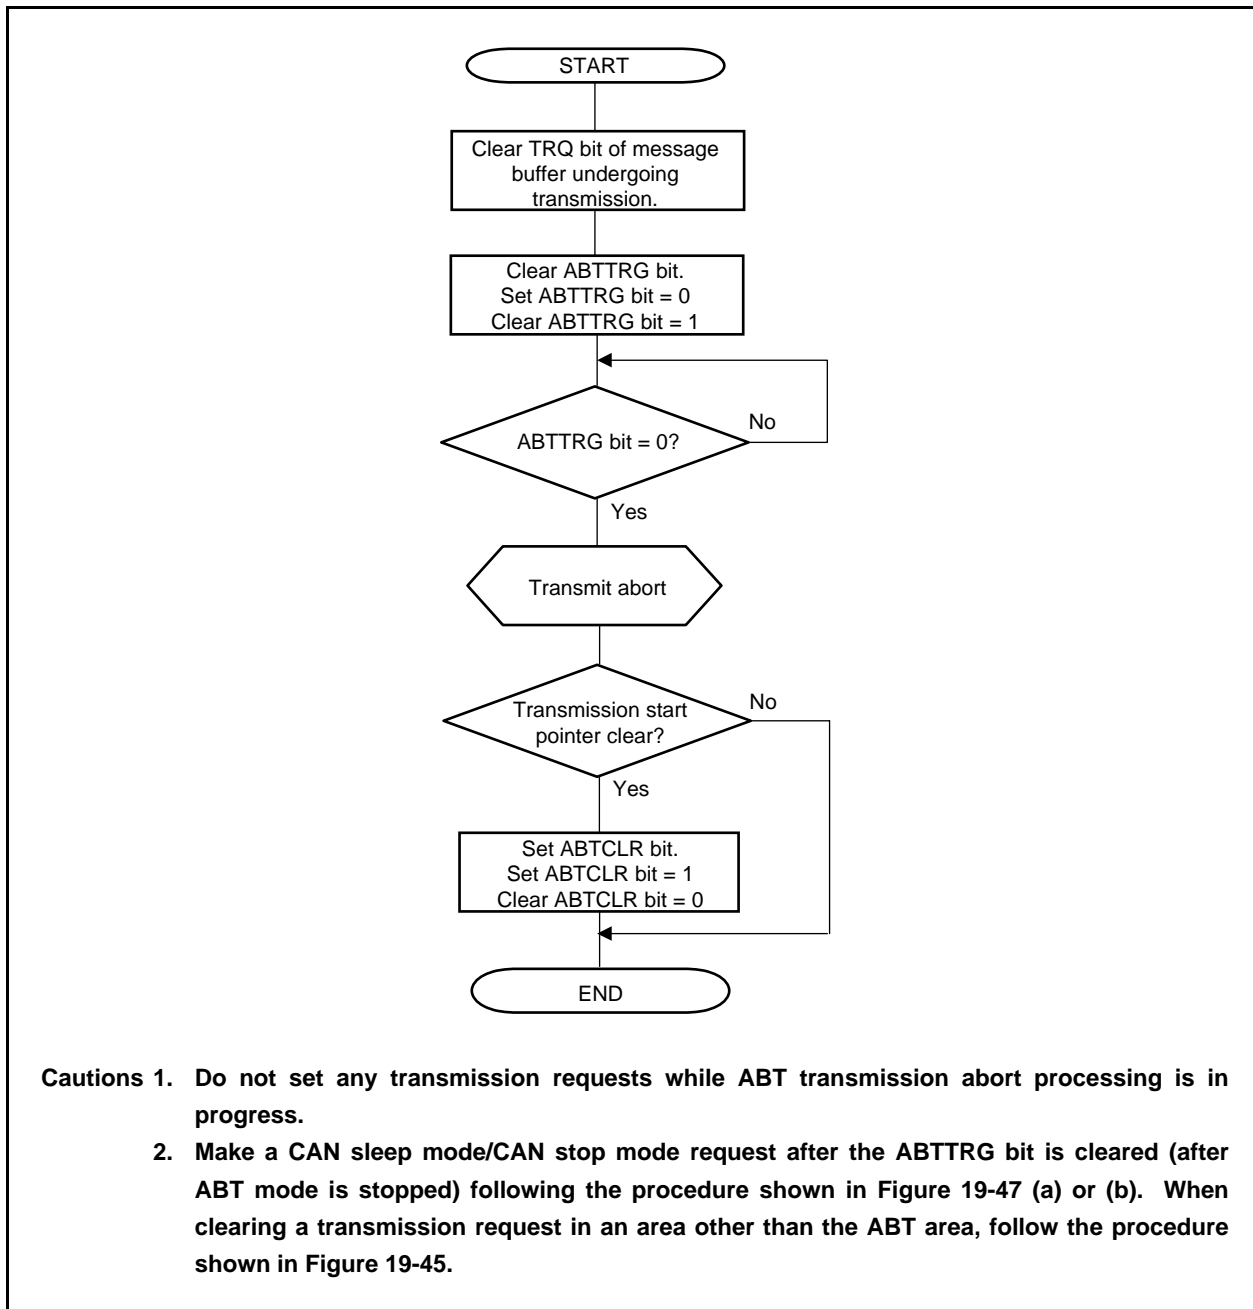 START
Clear TRQ bit of message
buffer undergoing
transmission.
Clear ABTTRG bit.
Set ABTTRG bit = 0
Clear ABTTRG bit = 1
ABTTRG bit = 0?
No
Yes
Transmit abort
Transmission start
pointer clear?
No
Yes
Set ABTCLR bit.
Set ABTCLR bit = 1
Clear ABTCLR bit = 0
END
Cautions 1. Do not set any transmission requests while ABT transmission abort processing is in
progress.
2. Make a CAN sleep mode/CAN stop mode request after the ABTTRG bit is cleared (after
ABT mode is stopped) following the procedure shown in Figure 19-47 (a) or (b). When
clearing a transmission request in an area other than the ABT area, follow the procedure
shown in Figure 19-45.